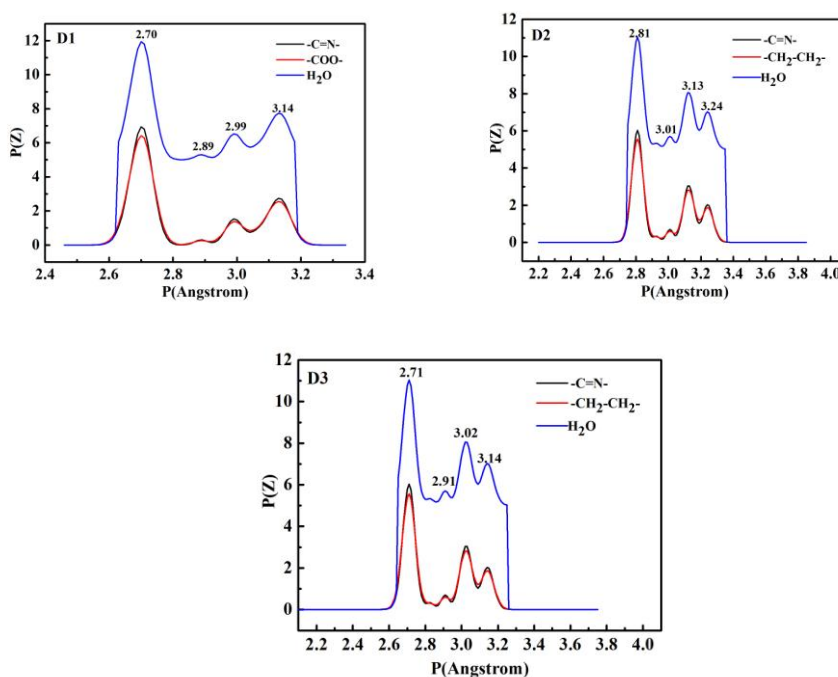 D1
2.70
2.89
2.99
3.14
-C=N-
-COO-
H₂O
P(Z)
12
10
8
6
4
2
0
2.4 2.6 2.8 3.0 3.2 3.4
P(Angstrom)
D2
2.81
3.01
3.13
3.24
-C=N-
-CH2-CH2-
H₂O
P(Z)
12
10
8
6
4
2
0
2.2 2.4 2.6 2.8 3.0 3.2 3.4 3.6 3.8 4.0
P(Angstrom)
D3
2.71
2.91
3.02
3.14
-C=N-
-CH2-CH2-
H₂O
P(Z)
12
10
8
6
4
2
0
2.2 2.4 2.6 2.8 3.0 3.2 3.4 3.6 3.8 4.0
P(Angstrom)